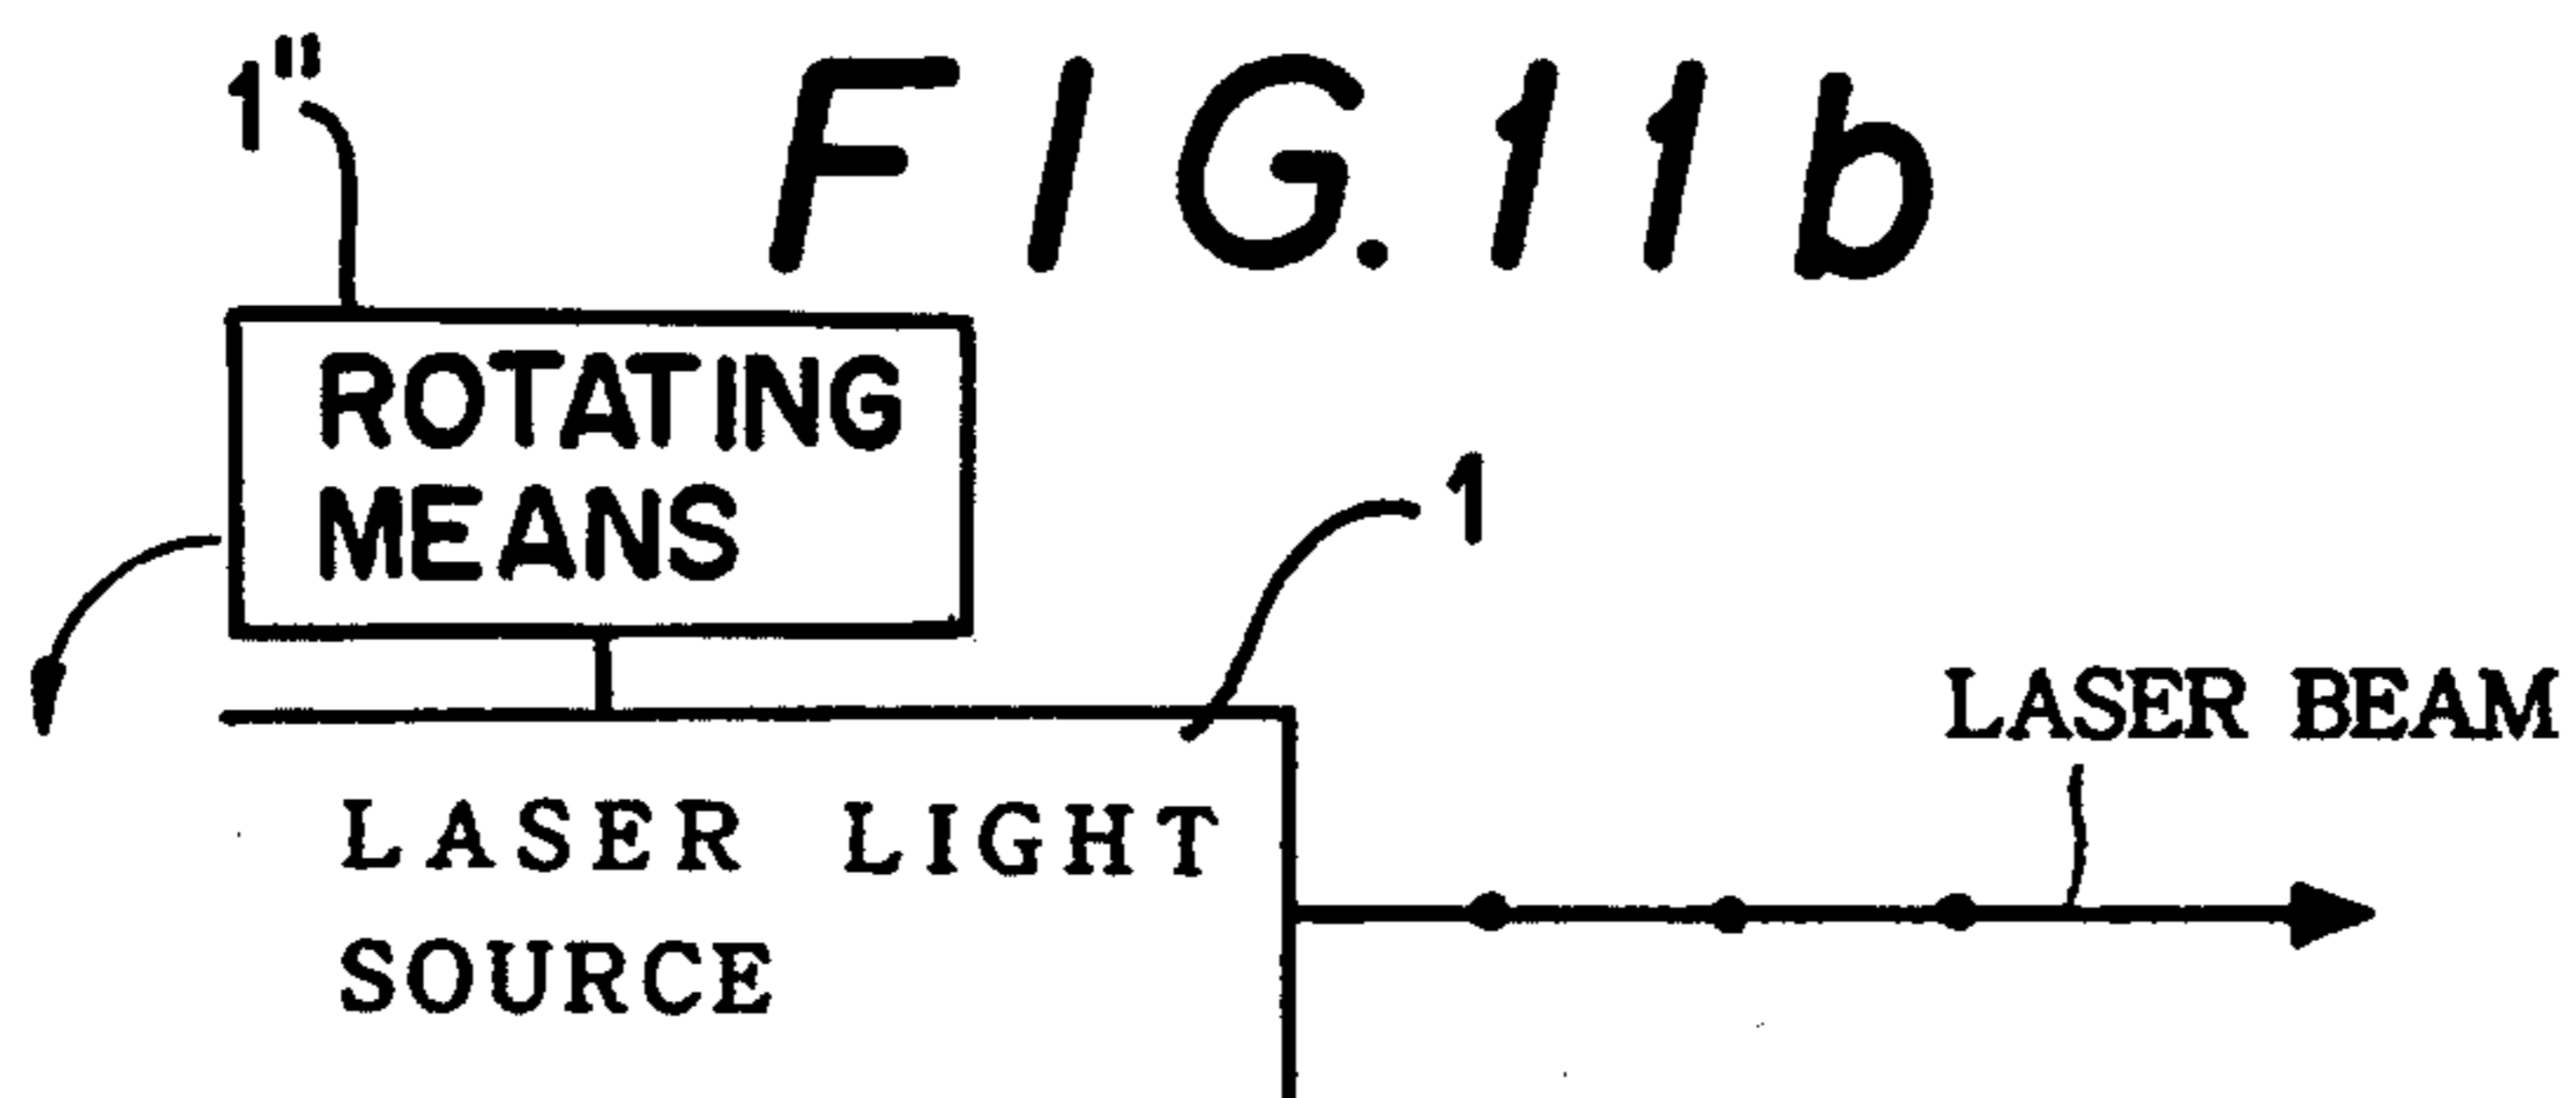 1"
FIG.11b
ROTATING
MEANS
1
LASER BEAM
LASER LIGHT
SOURCE